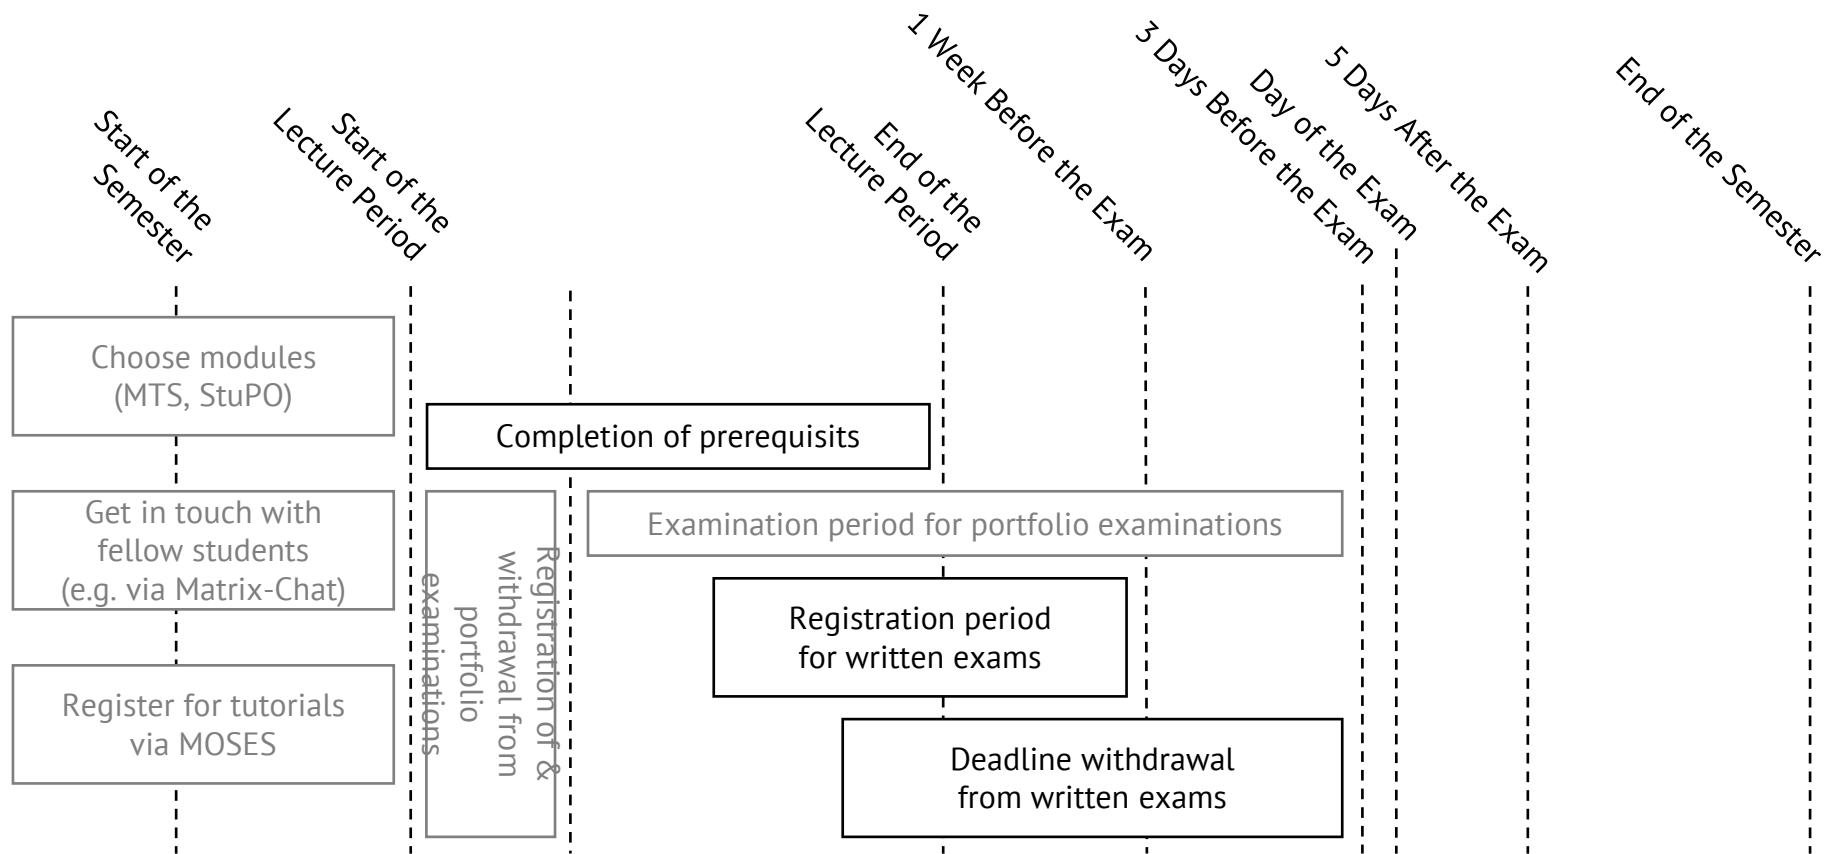 Start of the
Semester
Start of the
Lecture Period
End of the
Lecture Period
1 Week Before the Exam
3 Days Before the Exam
Day of the Exam
5 Days After the Exam
End of the Semester
Choose modules
(MTS, StuPO)
Completion of prerequisits
Get in touch with
fellow students
(e.g. via Matrix-Chat)
Registration of &
withdrawal from
portfolio
examinations
Examination period for portfolio examinations
Registration period
for written exams
Register for tutorials
via MOSES
Deadline withdrawal
from written exams